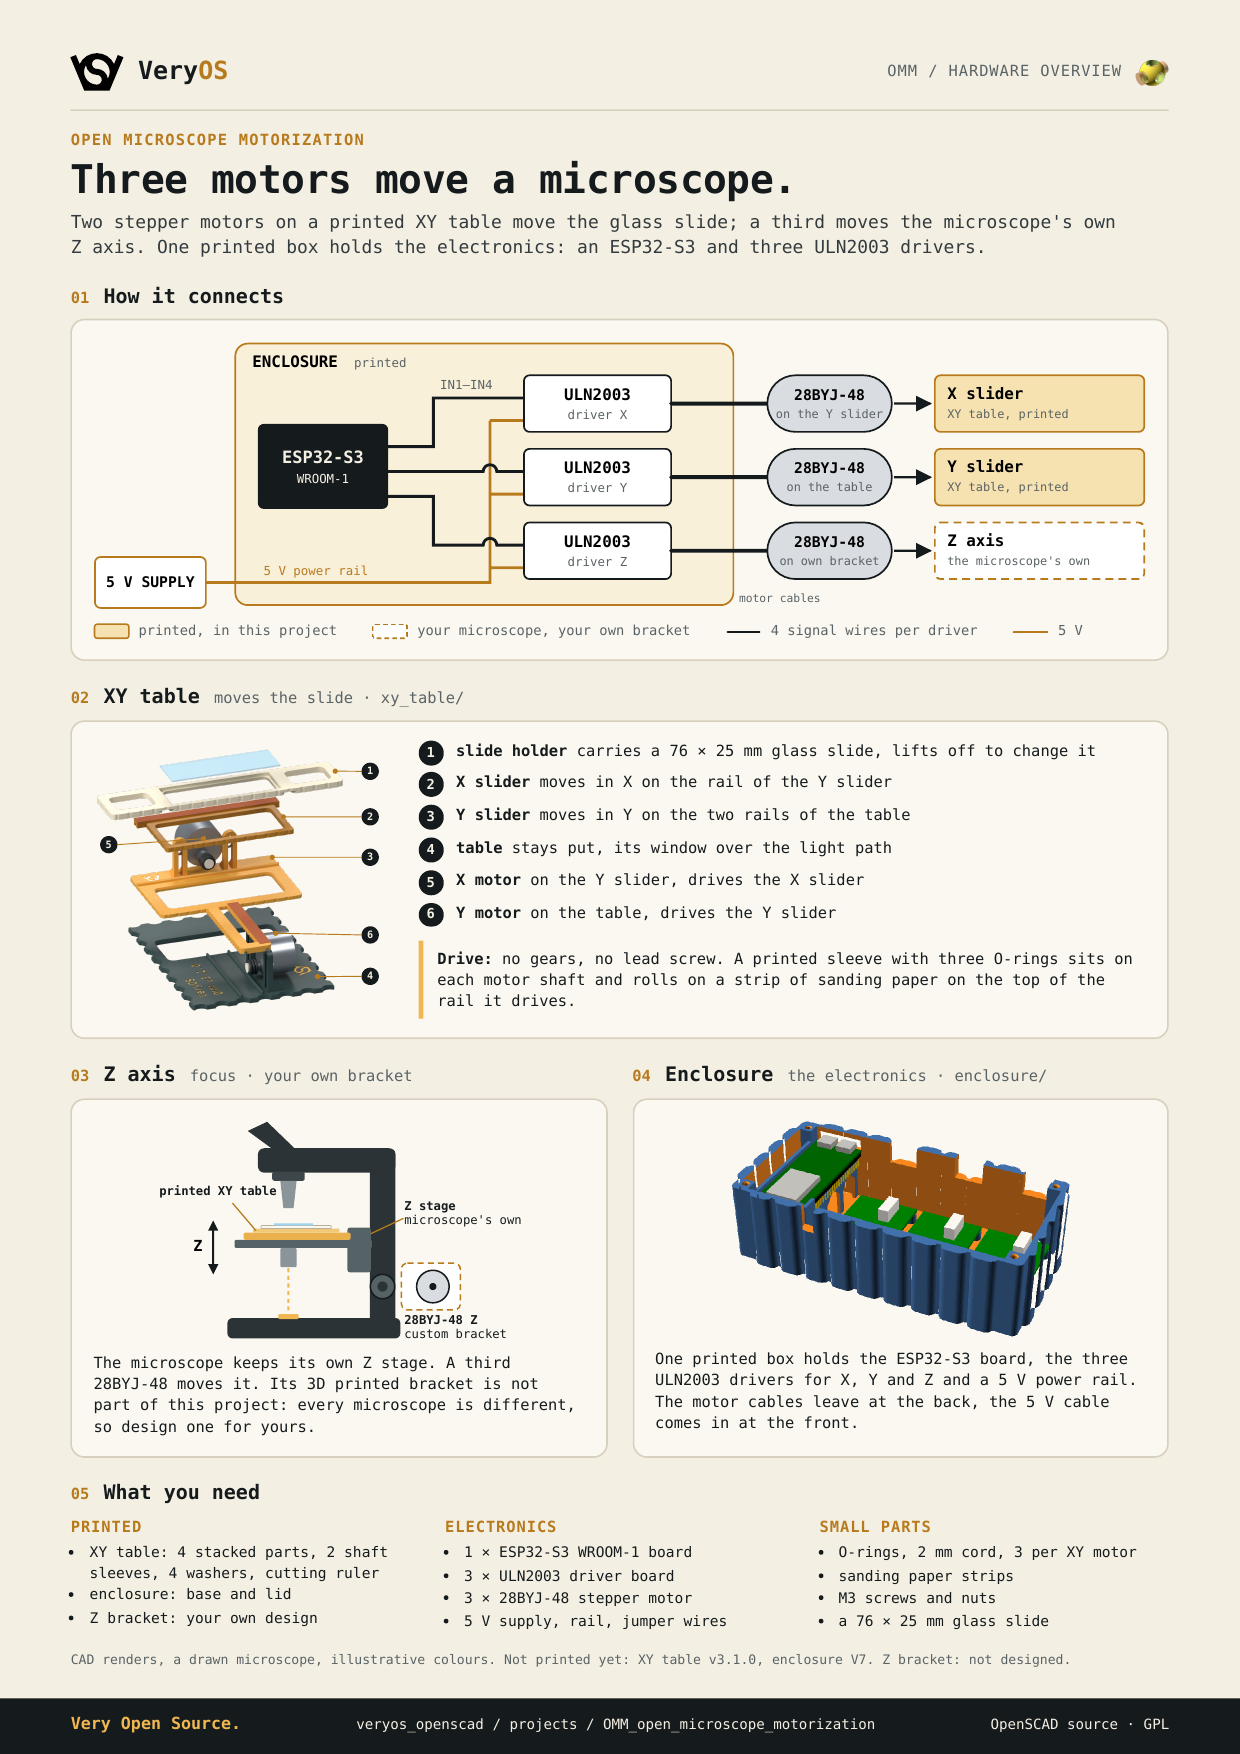 VeryOS
OMM / HARDWARE OVERVIEW
OPEN MICROSCOPE MOTORIZATION
Three motors move a microscope.
Two stepper motors on a printed XY table move the glass slide; a third moves the microscope's own
Z axis. One printed box holds the electronics: an ESP32-S3 and three ULN2003 drivers.
01 How it connects
ENCLOSURE printed
IN1–IN4
ESP32-S3
WROOM-1
ULN2003
driver X
28BYJ-48
on the Y slider
X slider
XY table, printed
ULN2003
driver Y
28BYJ-48
on the table
Y slider
XY table, printed
ULN2003
driver Z
28BYJ-48
on own bracket
Z axis
the microscope's own
5 V SUPPLY
5 V power rail
motor cables
printed, in this project
your microscope, your own bracket
4 signal wires per driver
5 V
02 XY table moves the slide · xy_table/
1
2
3
5
6
4
1 slide holder carries a 76 × 25 mm glass slide, lifts off to change it
2 X slider moves in X on the rail of the Y slider
3 Y slider moves in Y on the two rails of the table
4 table stays put, its window over the light path
5 X motor on the Y slider, drives the X slider
6 Y motor on the table, drives the Y slider
Drive: no gears, no lead screw. A printed sleeve with three O-rings sits on
each motor shaft and rolls on a strip of sanding paper on the top of the
rail it drives.
03 Z axis focus · your own bracket
printed XY table
Z
Z stage
microscope's own
28BYJ-48 Z
custom bracket
The microscope keeps its own Z stage. A third
28BYJ-48 moves it. Its 3D printed bracket is not
part of this project: every microscope is different,
so design one for yours.
04 Enclosure the electronics · enclosure/
One printed box holds the ESP32-S3 board, the three
ULN2003 drivers for X, Y and Z and a 5 V power rail.
The motor cables leave at the back, the 5 V cable
comes in at the front.
05 What you need
PRINTED
• XY table: 4 stacked parts, 2 shaft
sleeves, 4 washers, cutting ruler
• enclosure: base and lid
• Z bracket: your own design
ELECTRONICS
• 1 × ESP32-S3 WROOM-1 board
• 3 × ULN2003 driver board
• 3 × 28BYJ-48 stepper motor
• 5 V supply, rail, jumper wires
SMALL PARTS
• O-rings, 2 mm cord, 3 per XY motor
• sanding paper strips
• M3 screws and nuts
• a 76 × 25 mm glass slide
CAD renders, a drawn microscope, illustrative colours. Not printed yet: XY table v3.1.0, enclosure V7. Z bracket: not designed.
Very Open Source.
veryos_openscad / projects / OMM_open_microscope_motorization
OpenSCAD source · GPL